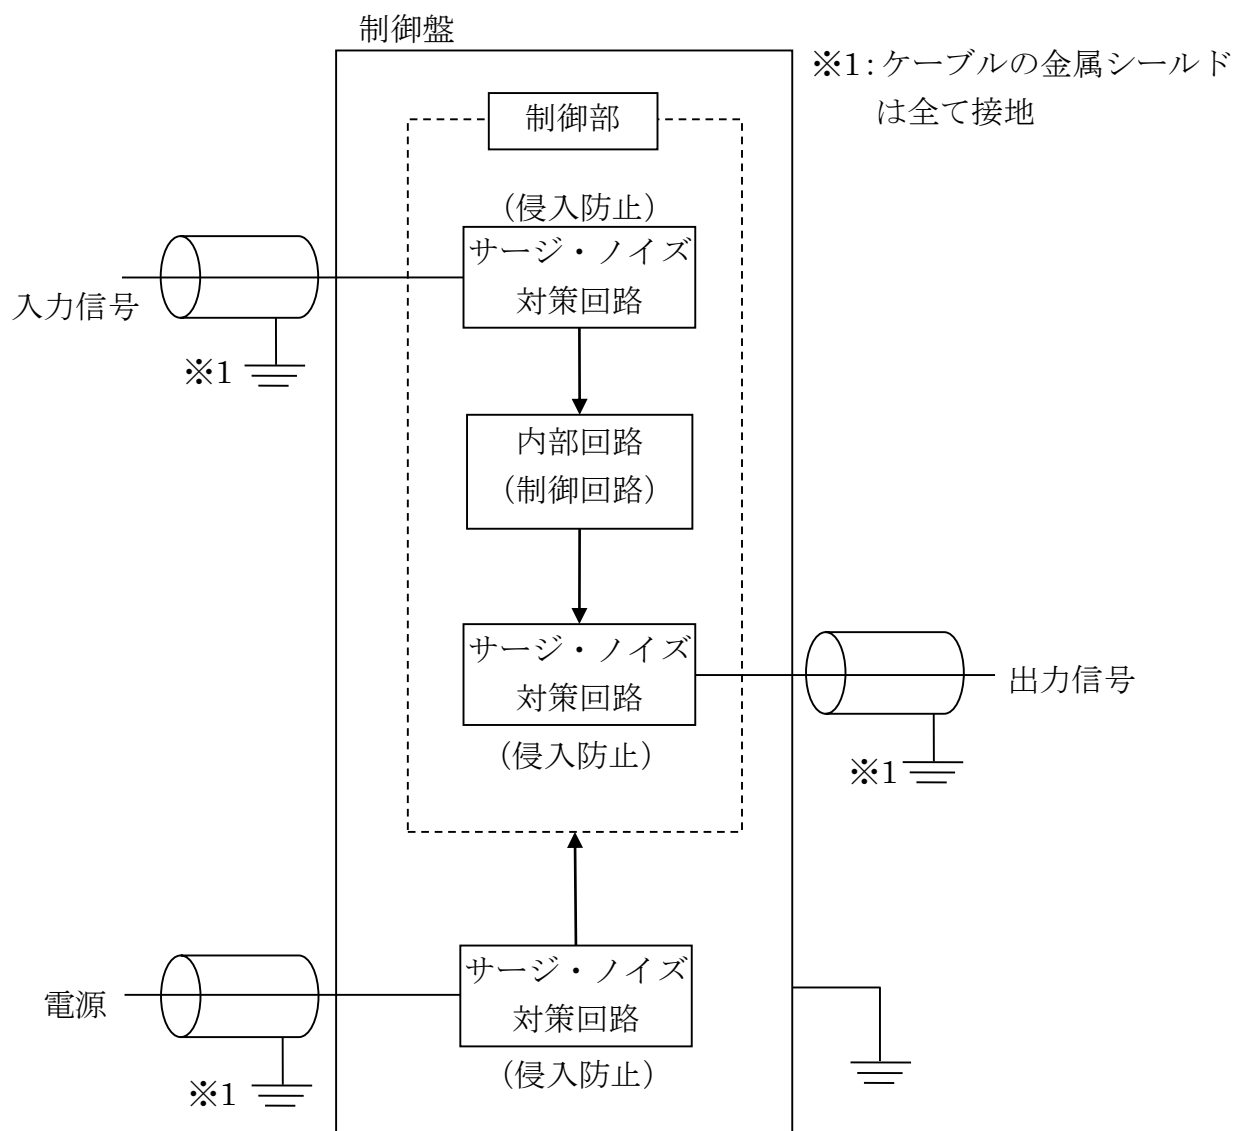 制御盤
※1:ケーブルの金属シールド
は全て接地
制御部
(侵入防止)
サージ・ノイズ
対策回路
入力信号
※1
内部回路
(制御回路)
サージ・ノイズ
対策回路
(侵入防止)
出力信号
※1
サージ・ノイズ
対策回路
(侵入防止)
電源
※1